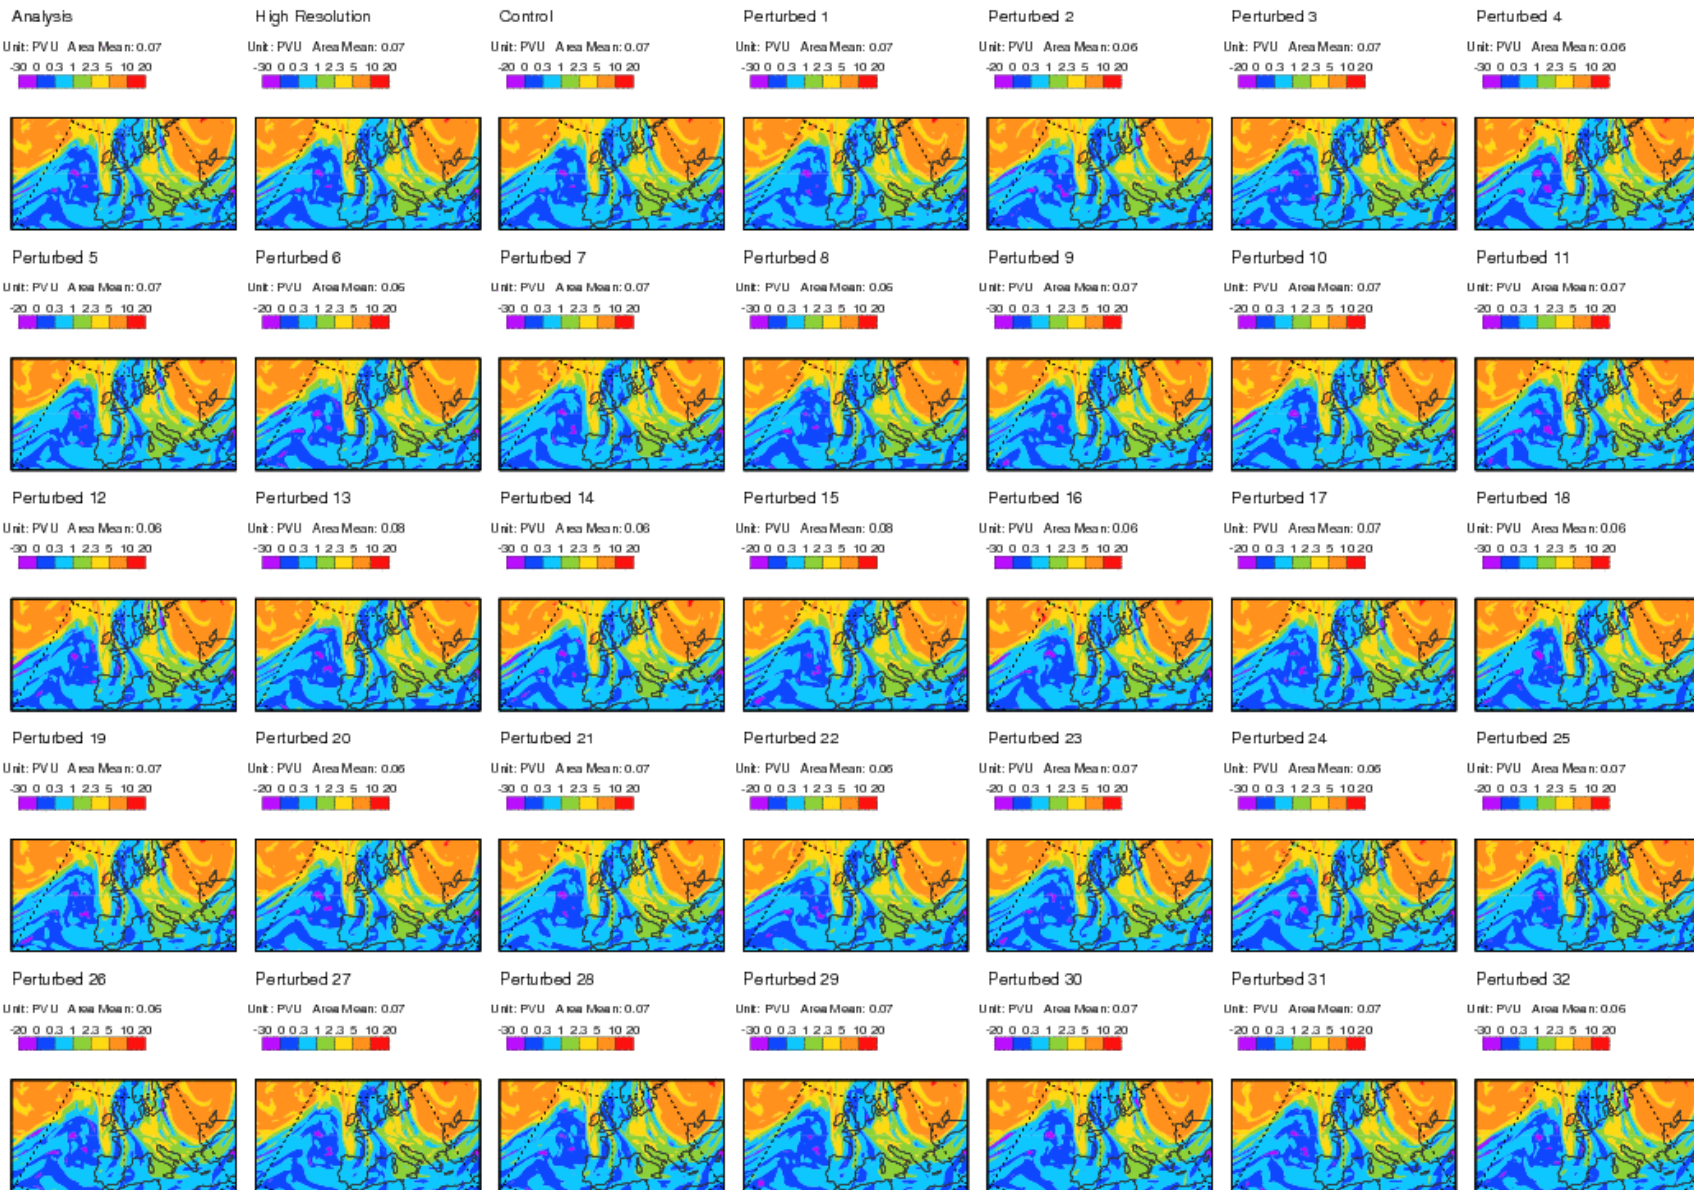 Analysis High Resolution Control Perturbed 1 Perturbed 2 Perturbed 3 Perturbed 4
Unit: PVU Area Mean: 0.07 Unit: PVU Area Mean: 0.07 Unit: PVU Area Mean: 0.07 Unit: PVU Area Mean: 0.07 Unit: PVU Area Mean: 0.06 Unit: PVU Area Mean: 0.07 Unit: PVU Area Mean: 0.06
-30 0 0.3 1 2 3 5 10 20 -30 0 0.3 1 2 3 5 10 20 -20 0 0.3 1 2 3 5 10 20 -30 0 0.3 1 2 3 5 10 20 -20 0 0.3 1 2 3 5 10 20 -30 0 0.3 1 2 3 5 10 20 -20 0 0.3 1 2 3 5 10 20
Perturbed 5 Perturbed 6 Perturbed 7 Perturbed 8 Perturbed 9 Perturbed 10 Perturbed 11
Unit: PVU Area Mean: 0.07 Unit: PVU Area Mean: 0.06 Unit: PVU Area Mean: 0.07 Unit: PVU Area Mean: 0.06 Unit: PVU Area Mean: 0.07 Unit: PVU Area Mean: 0.07 Unit: PVU Area Mean: 0.07
-20 0 0.3 1 2 3 5 10 20 -20 0 0.3 1 2 3 5 10 20 -30 0 0.3 1 2 3 5 10 20 -30 0 0.3 1 2 3 5 10 20 -20 0 0.3 1 2 3 5 10 20 -20 0 0.3 1 2 3 5 10 20 -20 0 0.3 1 2 3 5 10 20
Perturbed 12 Perturbed 13 Perturbed 14 Perturbed 15 Perturbed 16 Perturbed 17 Perturbed 18
Unit: PVU Area Mean: 0.06 Unit: PVU Area Mean: 0.08 Unit: PVU Area Mean: 0.06 Unit: PVU Area Mean: 0.08 Unit: PVU Area Mean: 0.06 Unit: PVU Area Mean: 0.07 Unit: PVU Area Mean: 0.06
-30 0 0.3 1 2 3 5 10 20 -30 0 0.3 1 2 3 5 10 20 -30 0 0.3 1 2 3 5 10 20 -20 0 0.3 1 2 3 5 10 20 -20 0 0.3 1 2 3 5 10 20 -20 0 0.3 1 2 3 5 10 20 -30 0 0.3 1 2 3 5 10 20
Perturbed 19 Perturbed 20 Perturbed 21 Perturbed 22 Perturbed 23 Perturbed 24 Perturbed 25
Unit: PVU Area Mean: 0.07 Unit: PVU Area Mean: 0.06 Unit: PVU Area Mean: 0.07 Unit: PVU Area Mean: 0.06 Unit: PVU Area Mean: 0.07 Unit: PVU Area Mean: 0.06 Unit: PVU Area Mean: 0.07
-30 0 0.3 1 2 3 5 10 20 -20 0 0.3 1 2 3 5 10 20 -30 0 0.3 1 2 3 5 10 20 -20 0 0.3 1 2 3 5 10 20 -20 0 0.3 1 2 3 5 10 20 -30 0 0.3 1 2 3 5 10 20 -20 0 0.3 1 2 3 5 10 20
Perturbed 26 Perturbed 27 Perturbed 28 Perturbed 29 Perturbed 30 Perturbed 31 Perturbed 32
Unit: PVU Area Mean: 0.06 Unit: PVU Area Mean: 0.07 Unit: PVU Area Mean: 0.07 Unit: PVU Area Mean: 0.07 Unit: PVU Area Mean: 0.07 Unit: PVU Area Mean: 0.07 Unit: PVU Area Mean: 0.06
-20 0 0.3 1 2 3 5 10 20 -30 0 0.3 1 2 3 5 10 20 -30 0 0.3 1 2 3 5 10 20 -30 0 0.3 1 2 3 5 10 20 -20 0 0.3 1 2 3 5 10 20 -20 0 0.3 1 2 3 5 10 20 -30 0 0.3 1 2 3 5 10 20